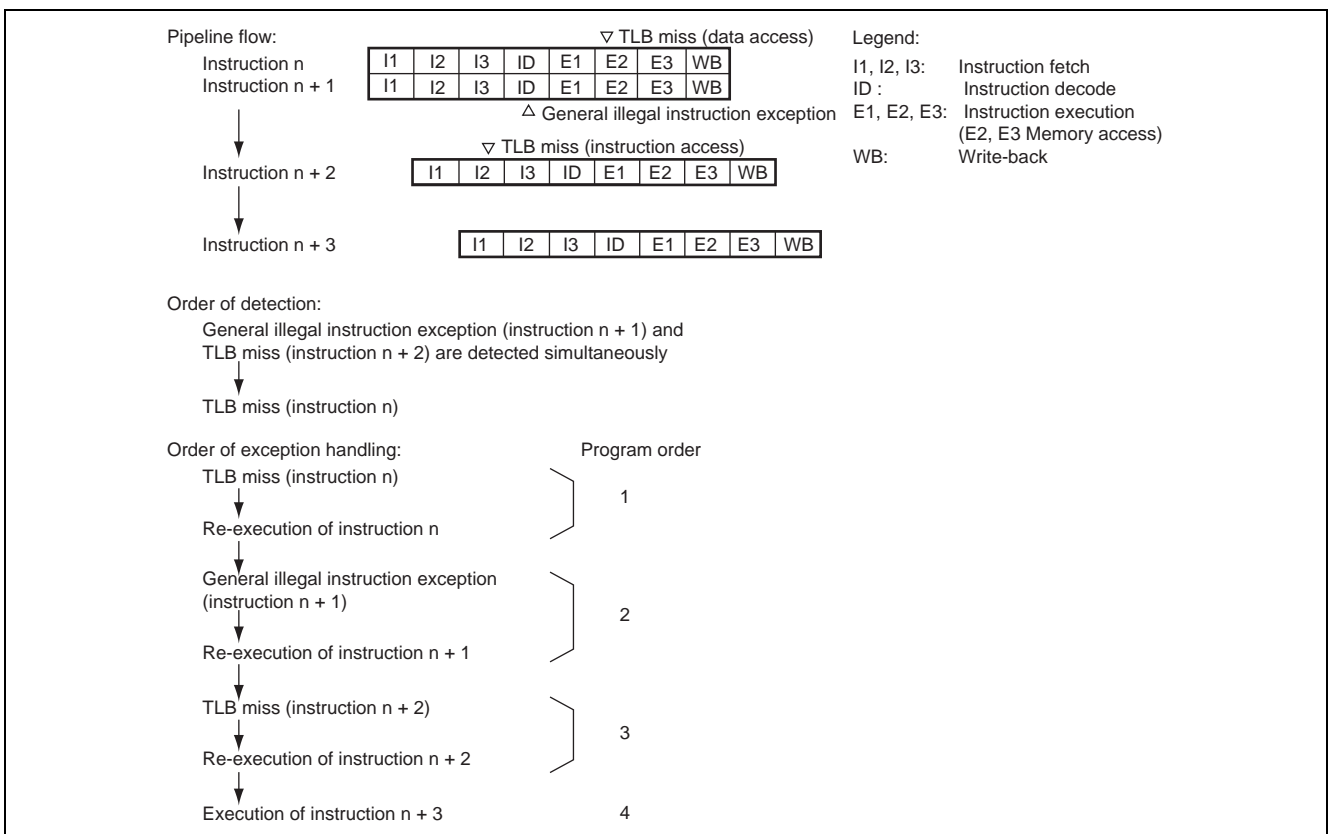 Pipeline flow:
▽ TLB miss (data access)
Instruction n I1 I2 I3 ID E1 E2 E3 WB
Instruction n + 1 I1 I2 I3 ID E1 E2 E3 WB
△ General illegal instruction exception
▽ TLB miss (instruction access)
Instruction n + 2 I1 I2 I3 ID E1 E2 E3 WB
Instruction n + 3 I1 I2 I3 ID E1 E2 E3 WB
Legend:
I1, I2, I3: Instruction fetch
ID : Instruction decode
E1, E2, E3: Instruction execution
(E2, E3 Memory access)
WB: Write-back
Order of detection:
General illegal instruction exception (instruction n + 1) and
TLB miss (instruction n + 2) are detected simultaneously
TLB miss (instruction n)
Order of exception handling: Program order
TLB miss (instruction n)
1
Re-execution of instruction n
General illegal instruction exception
(instruction n + 1)
2
Re-execution of instruction n + 1
TLB miss (instruction n + 2)
3
Re-execution of instruction n + 2
Execution of instruction n + 3 4